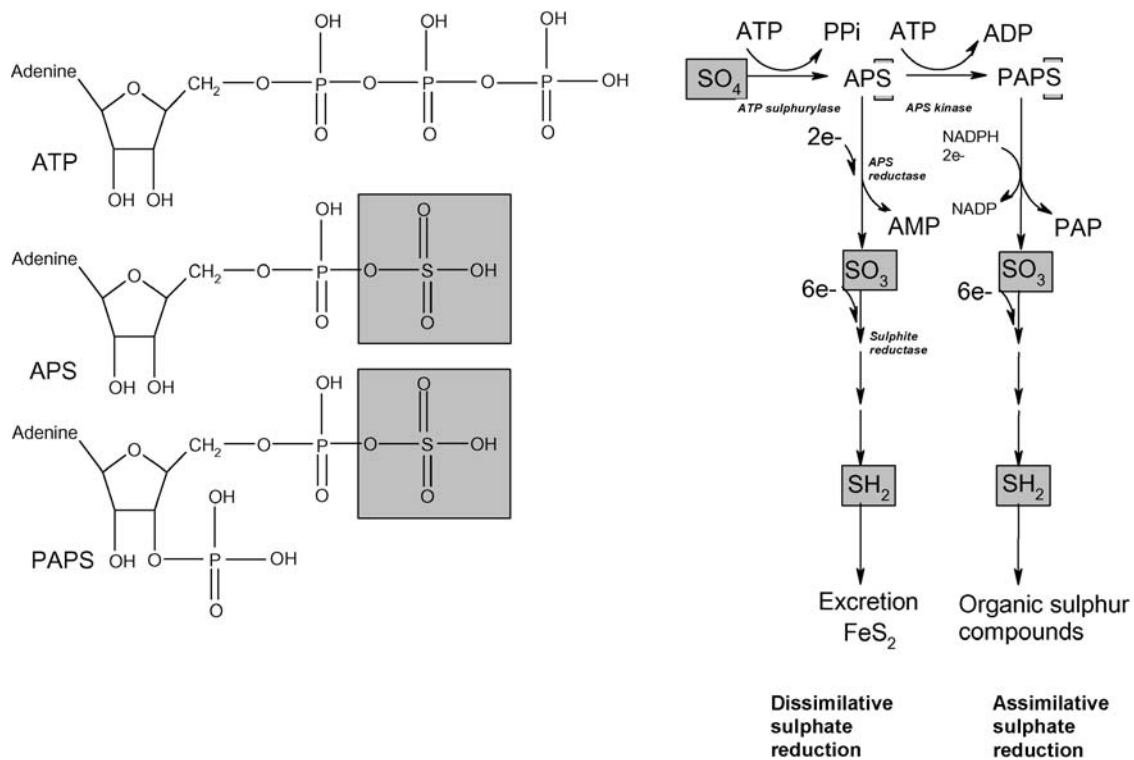 Adenine
O
CH2
O
P
O
P
O
P
OH
OH
OH
OH
O
O
O
OH
OH
ATP
Adenine
O
CH2
O
P
O
S
OH
OH
O
O
O
OH
OH
APS
Adenine
O
CH2
O
P
O
S
OH
OH
O
O
O
OH
O
P
OH
OH
O
PAPS
ATP PPi ATP ADP
SO4 APS PAPS
ATP sulphurylase APS kinase
2e-
APS
reductase
AMP
NADPH
2e-
NADP
PAP
SO3 SO3
6e- 6e-
Sulphite
reductase
SH2 SH2
Excretion
FeS2
Organic sulphur
compounds
Dissimilative
sulphate
reduction
Assimilative
sulphate
reduction